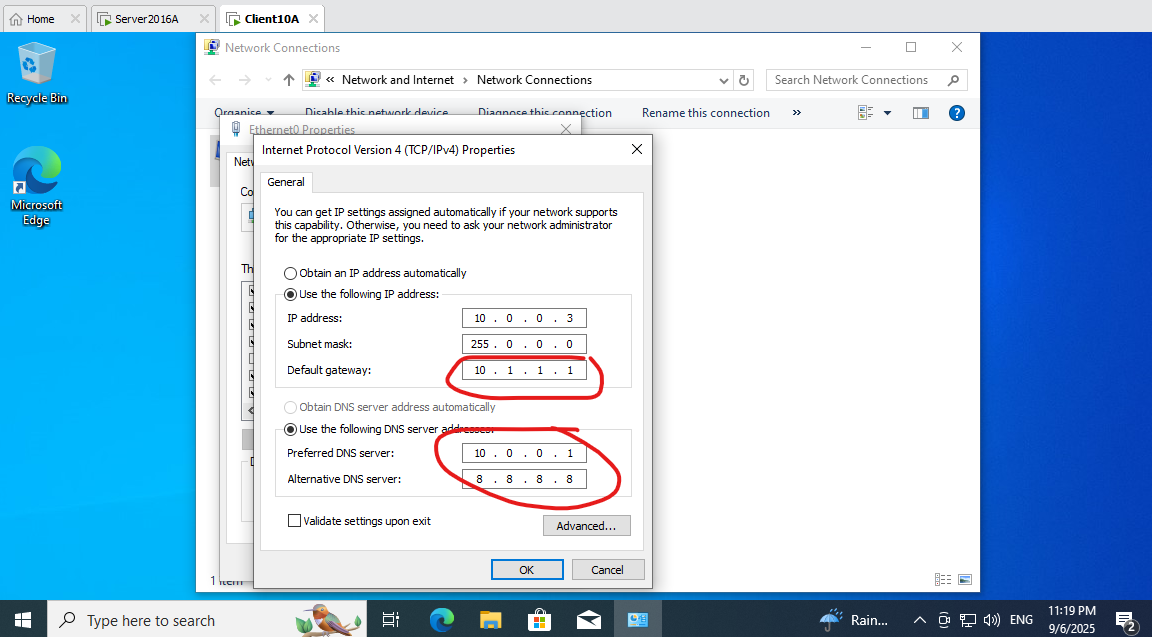 Home
Server2016A
Client10A
Recycle Bin
Microsoft
Edge
Network Connections
« Network and Internet > Network Connections
Search Network Connections
Organise
Disable this network device
Diagnose this connection
Rename this connection
»
Ethernet0 Properties
Internet Protocol Version 4 (TCP/IPv4) Properties
General
You can get IP settings assigned automatically if your network supports
this capability. Otherwise, you need to ask your network administrator
for the appropriate IP settings.
Obtain an IP address automatically
Use the following IP address:
IP address:
10 . 0 . 0 . 3
Subnet mask:
255 . 0 . 0 . 0
Default gateway:
10 . 1 . 1 . 1
Obtain DNS server address automatically
Use the following DNS server addresses:
Preferred DNS server:
10 . 0 . 0 . 1
Alternative DNS server:
8 . 8 . 8 . 8
Validate settings upon exit
Advanced...
OK
Cancel
1 item
Type here to search
Rain...
ENG
11:19 PM
9/6/2025
2